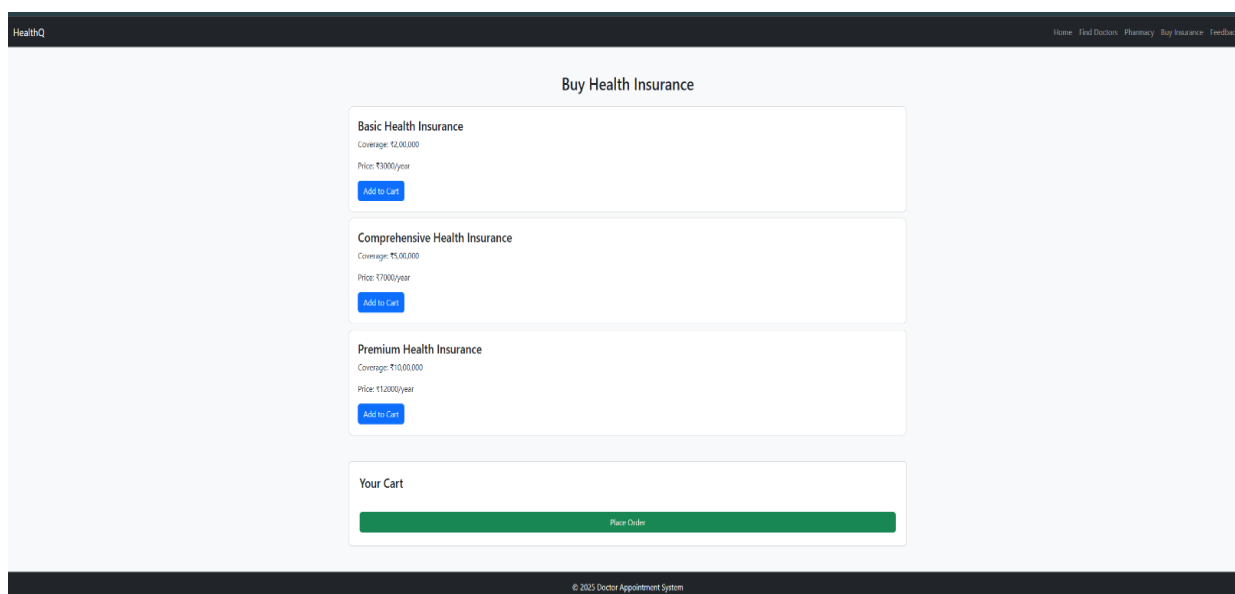 HealthQ
Home Find Doctors Pharmacy Buy Insurance
Buy Health Insurance
Basic Health Insurance
Coverage: ₹2,00,000
Price: ₹3000/year
Add to Cart
Comprehensive Health Insurance
Coverage: ₹5,00,000
Price: ₹7000/year
Add to Cart
Premium Health Insurance
Coverage: ₹10,00,000
Price: ₹12000/year
Add to Cart
Your Cart
Place Order
© 2025 Doctor Appointment System